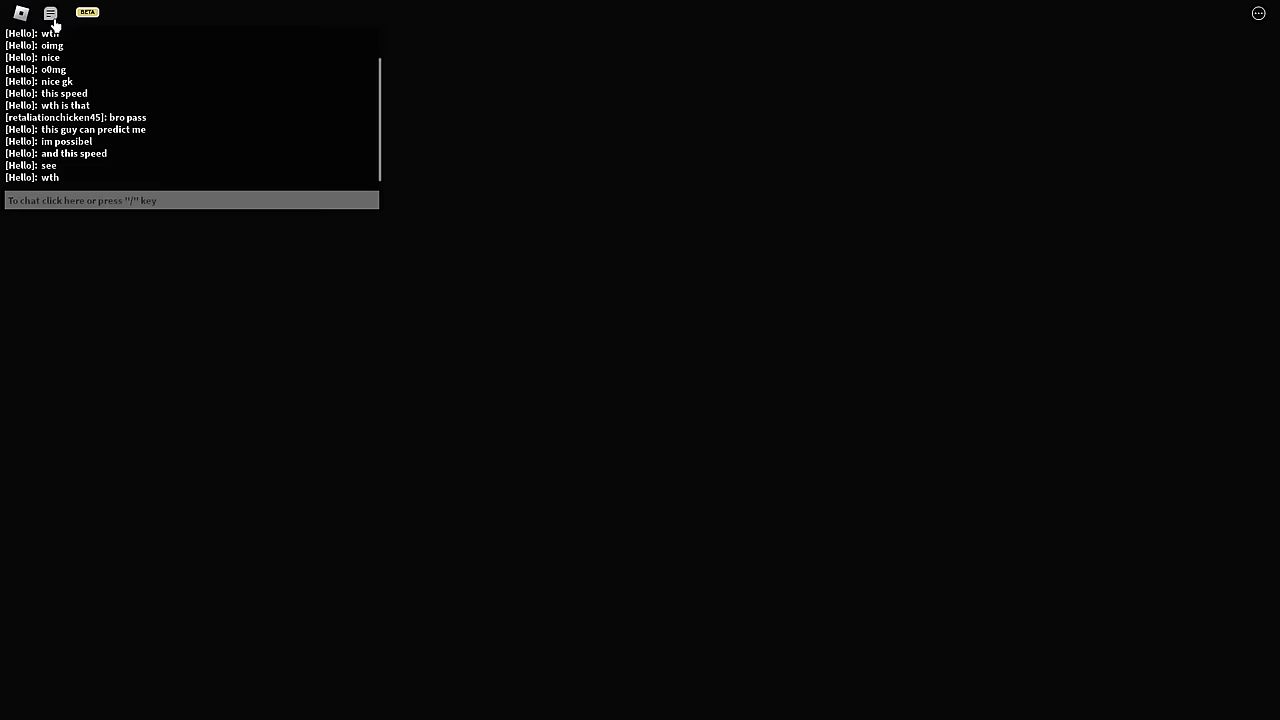 BETA
[Hello]: wth
[Hello]: oimg
[Hello]: nice
[Hello]: o0mg
[Hello]: nice gk
[Hello]: this speed
[Hello]: wth is that
[retaliationchicken45]: bro pass
[Hello]: this guy can predict me
[Hello]: im possibel
[Hello]: and this speed
[Hello]: see
[Hello]: wth
To chat click here or press "/" key